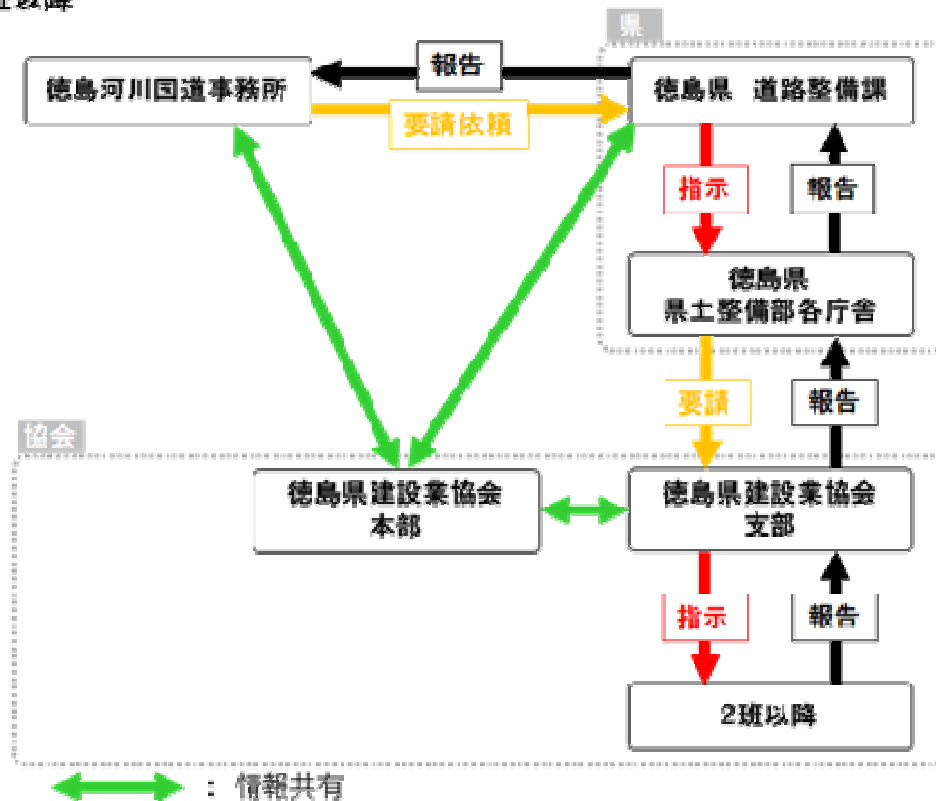 以降
県
報告
徳島河川国道事務所
徳島県 道路整備課
要請依頼
指示
報告
徳島県
県土整備部各庁舎
要請
報告
協会
徳島県建設業協会
本部
徳島県建設業協会
支部
指示
報告
2班以降
: 情報共有